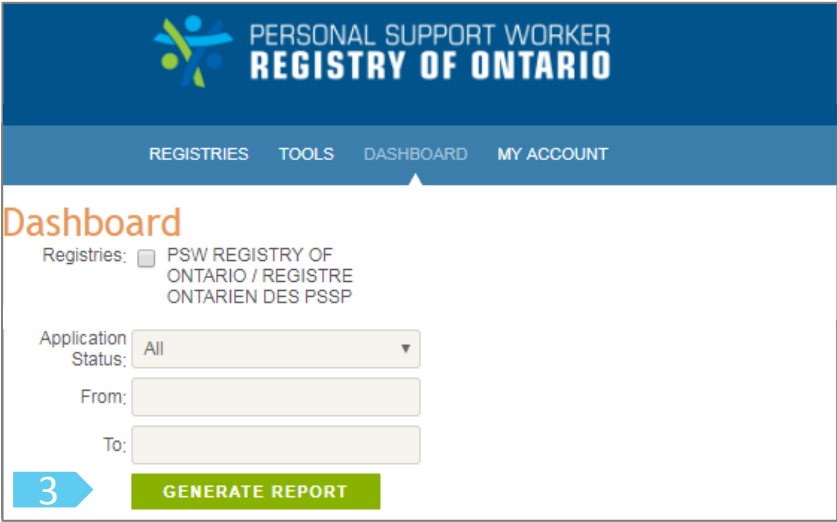 PERSONAL SUPPORT WORKER
REGISTRY OF ONTARIO
REGISTRIES TOOLS DASHBOARD MY ACCOUNT
Dashboard
Registries: PSW REGISTRY OF
ONTARIO / REGISTRE
ONTARIEN DES PSSP
Application
Status: All
From:
To:
3 GENERATE REPORT